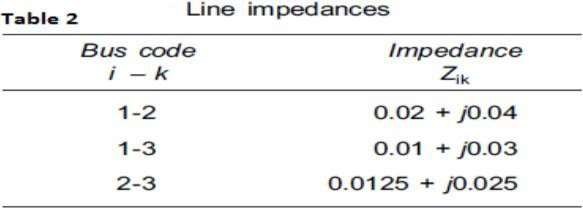 Table 2 Line impedances
Bus code Impedance
i – k Zik
1-2 0.02 + j0.04
1-3 0.01 + j0.03
2-3 0.0125 + j0.025